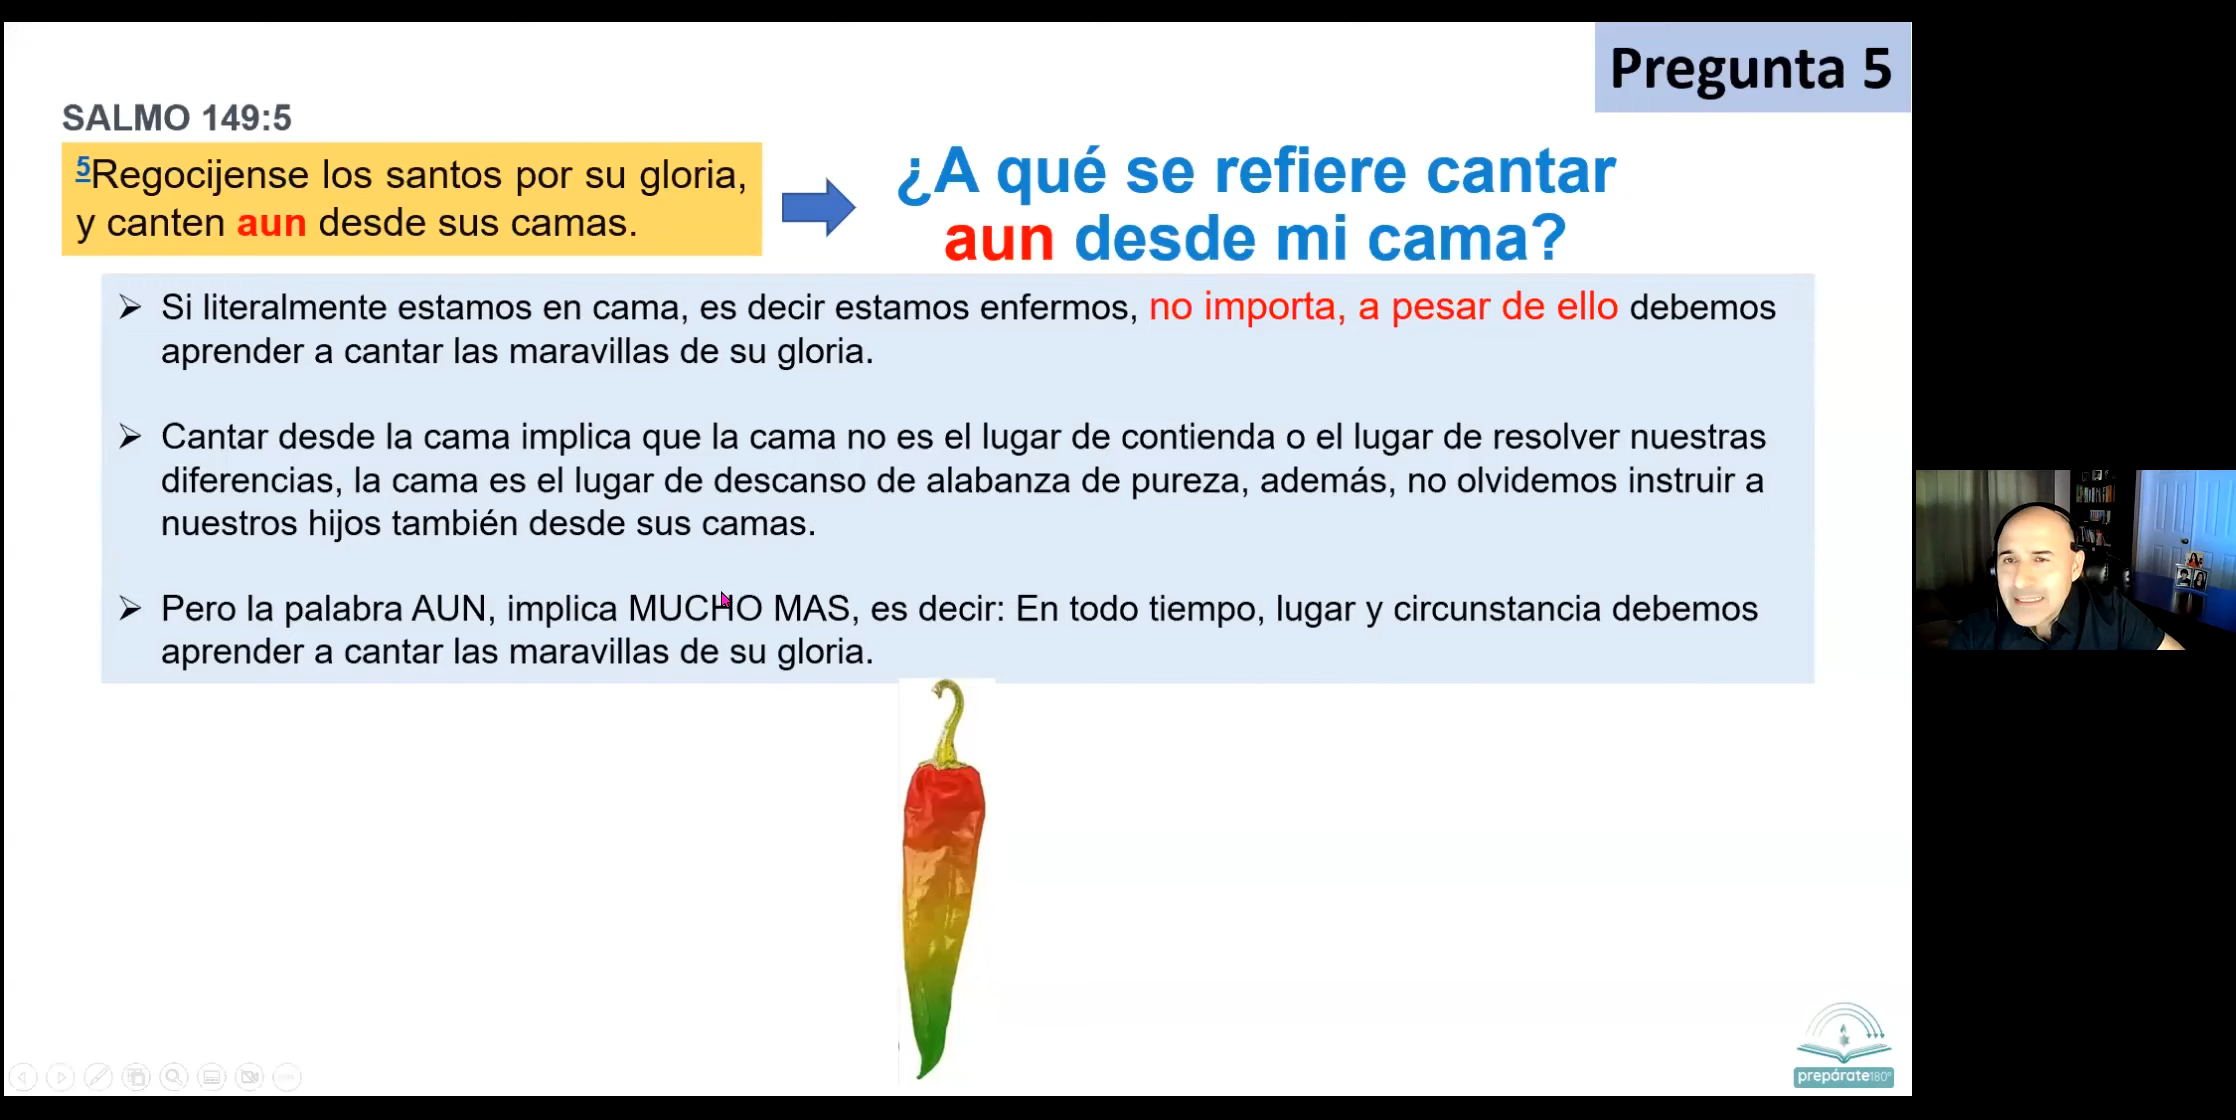 Pregunta 5
SALMO 149:5
5Regocijense los santos por su gloria,
y canten aun desde sus camas.
¿A qué se refiere cantar
aun desde mi cama?
Si literalmente estamos en cama, es decir estamos enfermos, no importa, a pesar de ello debemos
aprender a cantar las maravillas de su gloria.
Cantar desde la cama implica que la cama no es el lugar de contienda o el lugar de resolver nuestras
diferencias, la cama es el lugar de descanso de alabanza de pureza, además, no olvidemos instruir a
nuestros hijos también desde sus camas.
Pero la palabra AUN, implica MUCHO MAS, es decir: En todo tiempo, lugar y circunstancia debemos
aprender a cantar las maravillas de su gloria.
prepárate180°